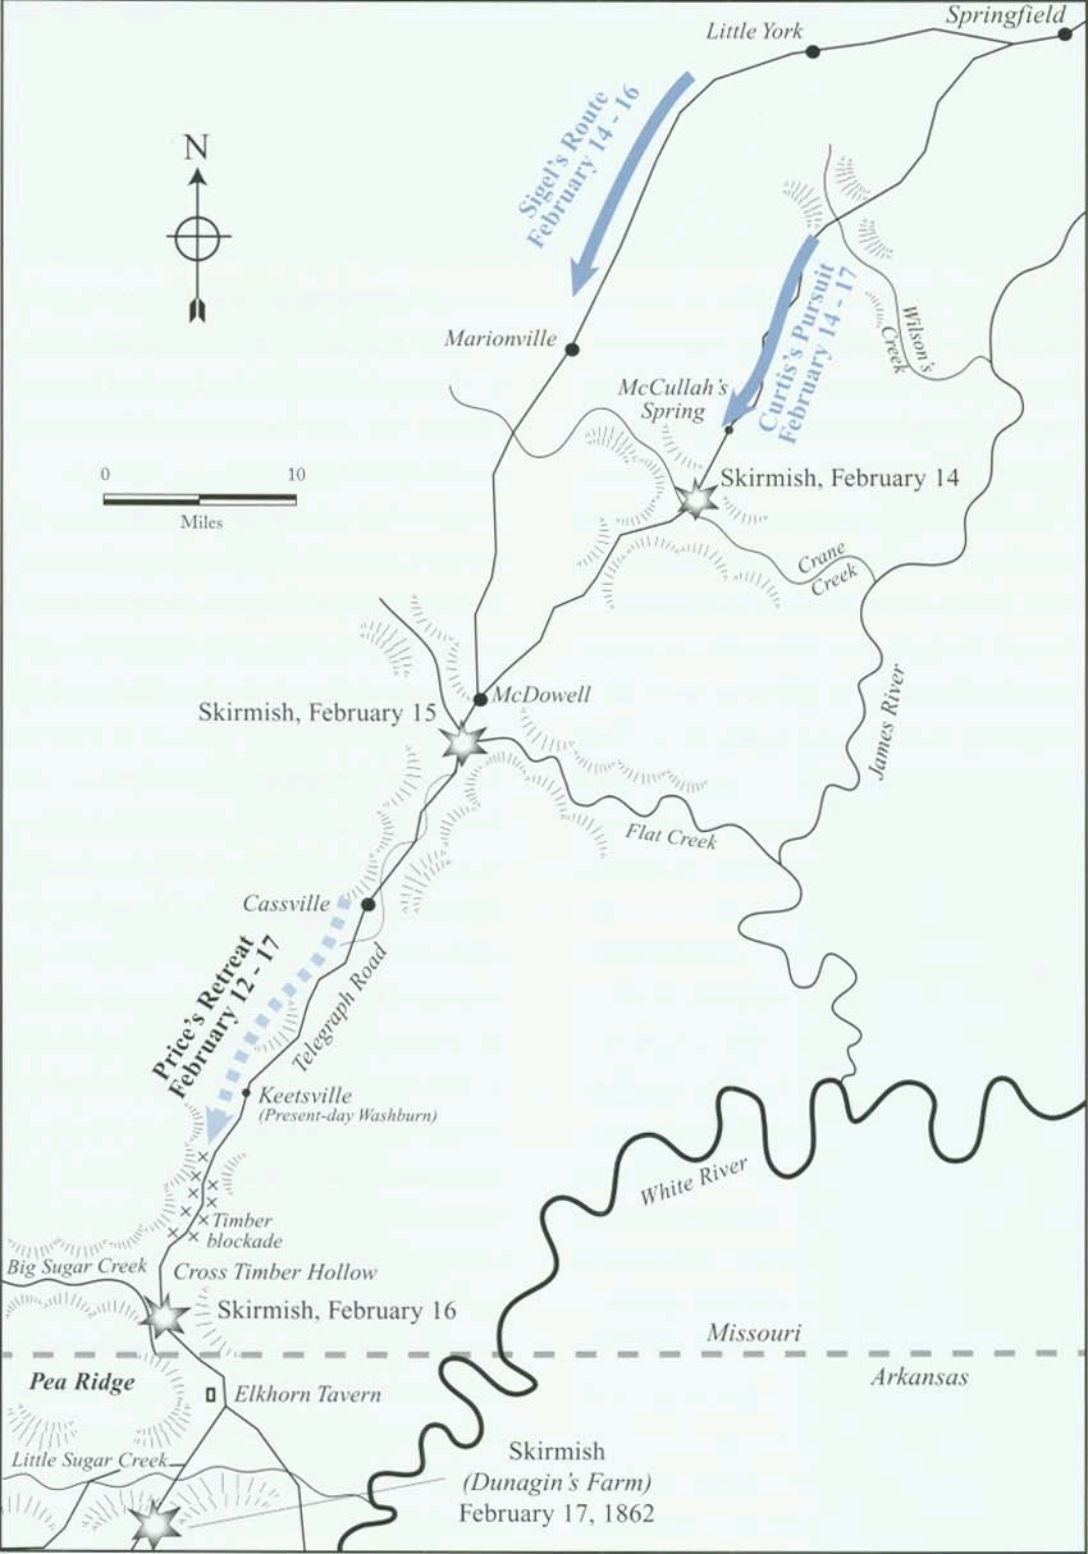 Springfield
Little York
Sigel's Route
February 14 - 16
N
Curtis's Pursuit
February 14 - 17
Wilson's
Creek
Marionville
McCullah's
Spring
0 10
Miles
Skirmish, February 14
Crane
Creek
McDowell
Skirmish, February 15
James River
Flat Creek
Cassville
Price's Retreat
February 12 - 17
Telegraph Road
Keetsville
(Present-day Washburn)
White River
Timber
blockade
Big Sugar Creek
Cross Timber Hollow
Skirmish, February 16
Missouri
Arkansas
Pea Ridge
Elkhorn Tavern
Little Sugar Creek
Skirmish
(Dunagin's Farm)
February 17, 1862